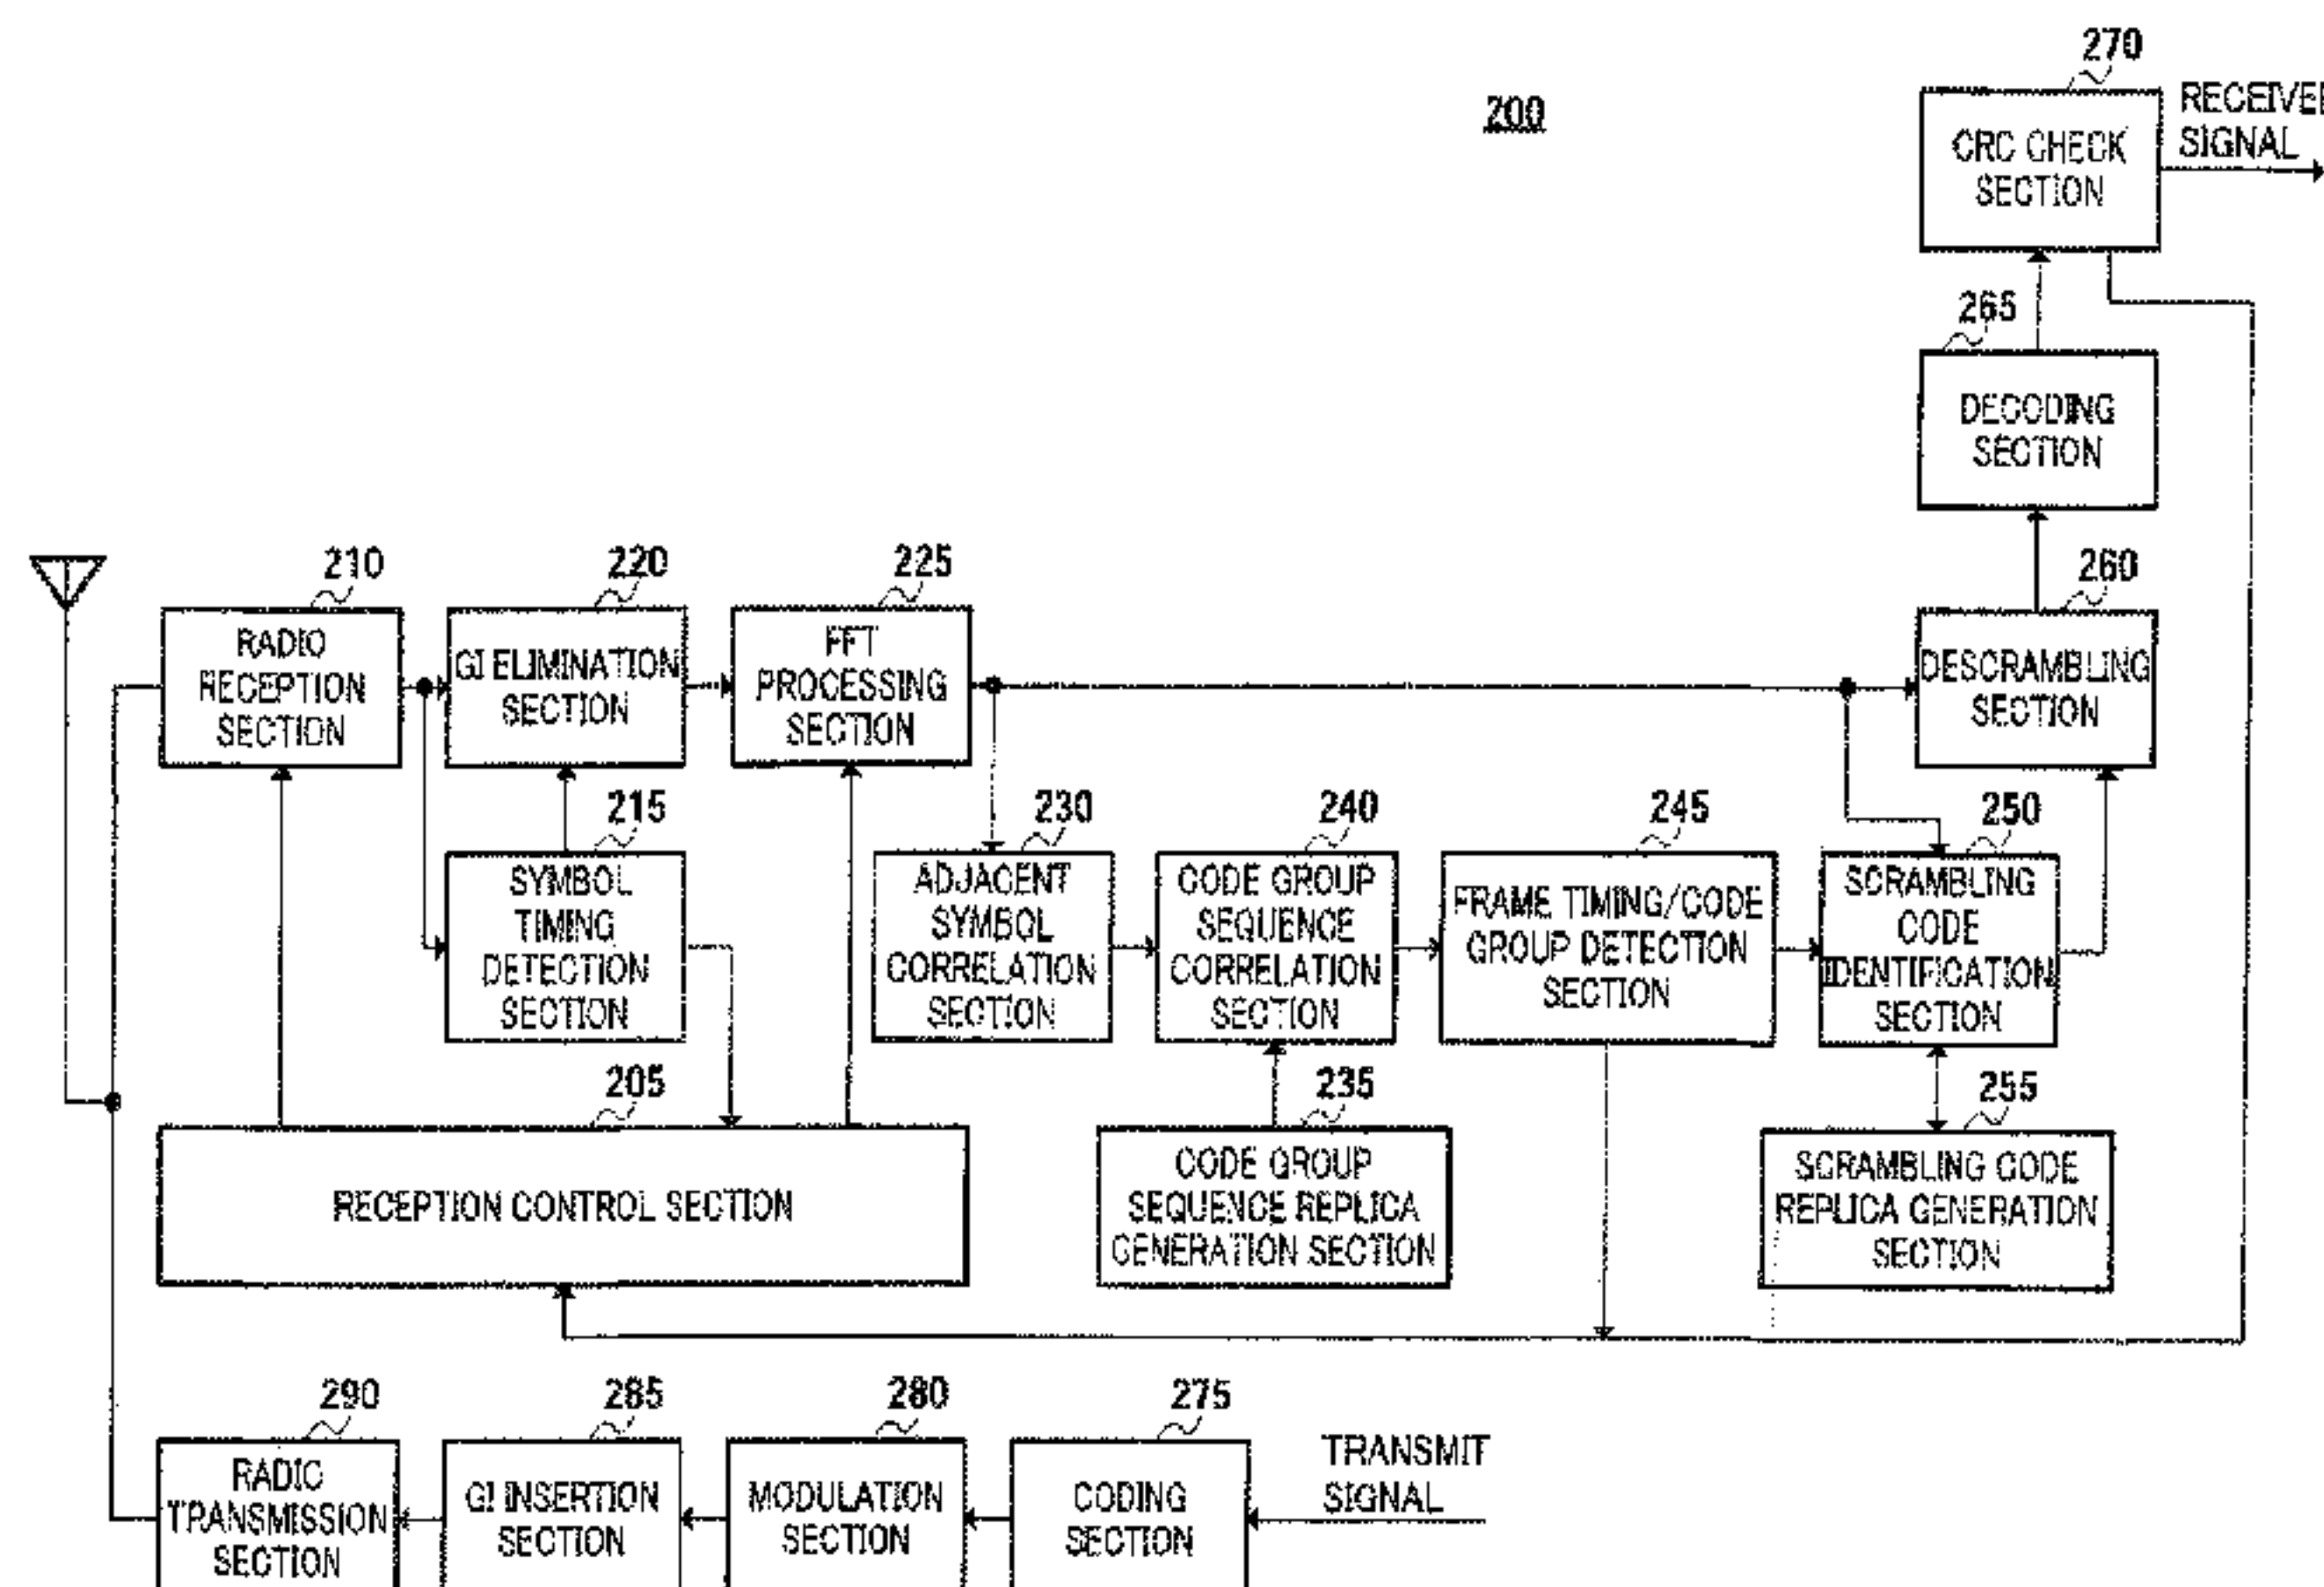 200
270
CRC CHECK
SECTION
RECEIVE
SIGNAL
265
DECODING
SECTION
260
DESCRAMBLING
SECTION
210
RADIO
RECEPTION
SECTION
220
GI ELIMINATION
SECTION
225
FFT
PROCESSING
SECTION
215
SYMBOL
TIMING
DETECTION
SECTION
230
ADJACENT
SYMBOL
CORRELATION
SECTION
240
CODE GROUP
SEQUENCE
CORRELATION
SECTION
245
FRAME TIMING/CODE
GROUP DETECTION
SECTION
250
SCRAMBLING
CODE
IDENTIFICATION
SECTION
205
RECEPTION CONTROL SECTION
235
CODE GROUP
SEQUENCE REPLICA
GENERATION SECTION
255
SCRAMBLING CODE
REPLICA GENERATION
SECTION
290
RADIO
TRANSMISSION
SECTION
285
GI INSERTION
SECTION
280
MODULATION
SECTION
275
CODING
SECTION
TRANSMIT
SIGNAL